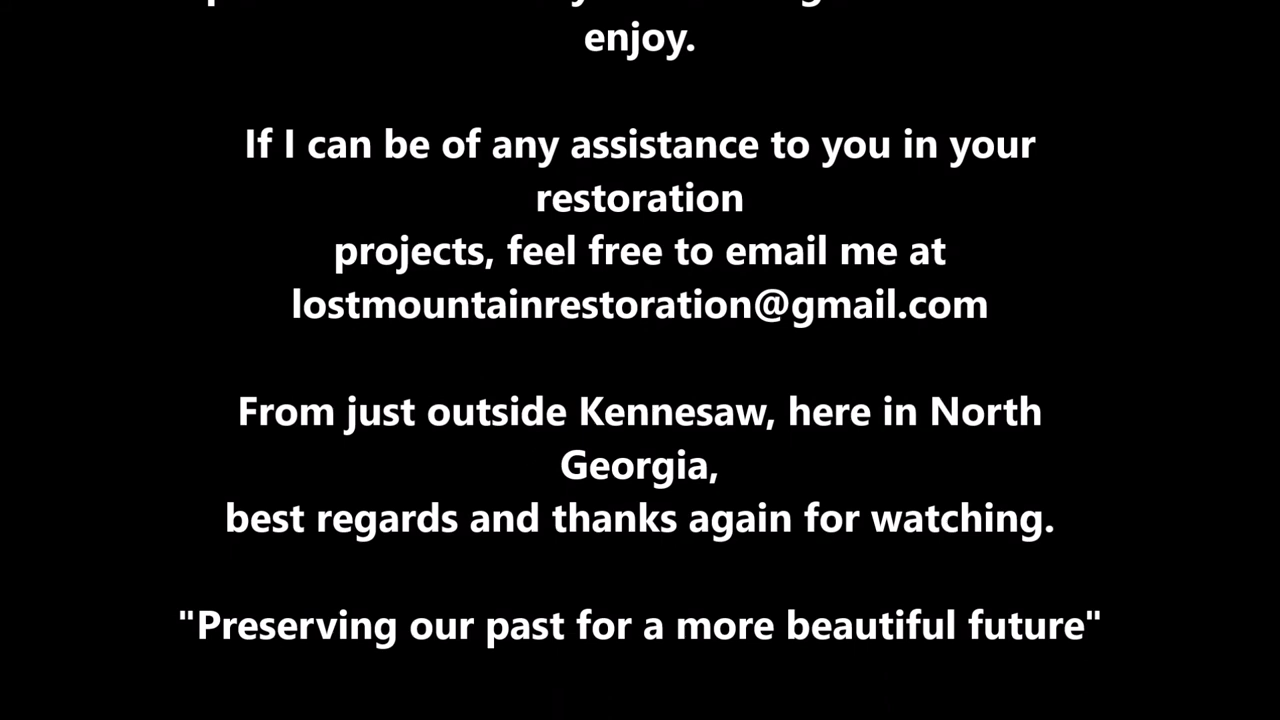 enjoy.
If I can be of any assistance to you in your
restoration
projects, feel free to email me at
lostmountainrestoration@gmail.com
From just outside Kennesaw, here in North
Georgia,
best regards and thanks again for watching.
"Preserving our past for a more beautiful future"